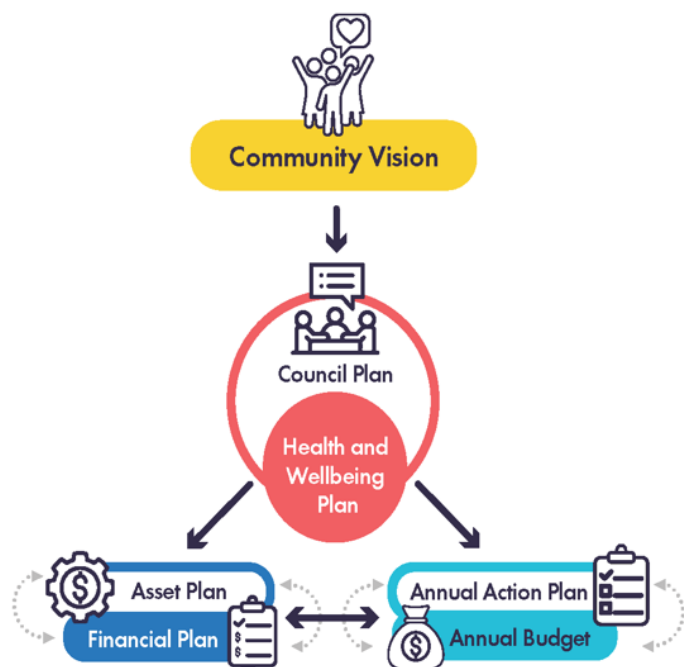 Community Vision
Council Plan
Health and
Wellbeing
Plan
Asset Plan
Financial Plan
Annual Action Plan
Annual Budget